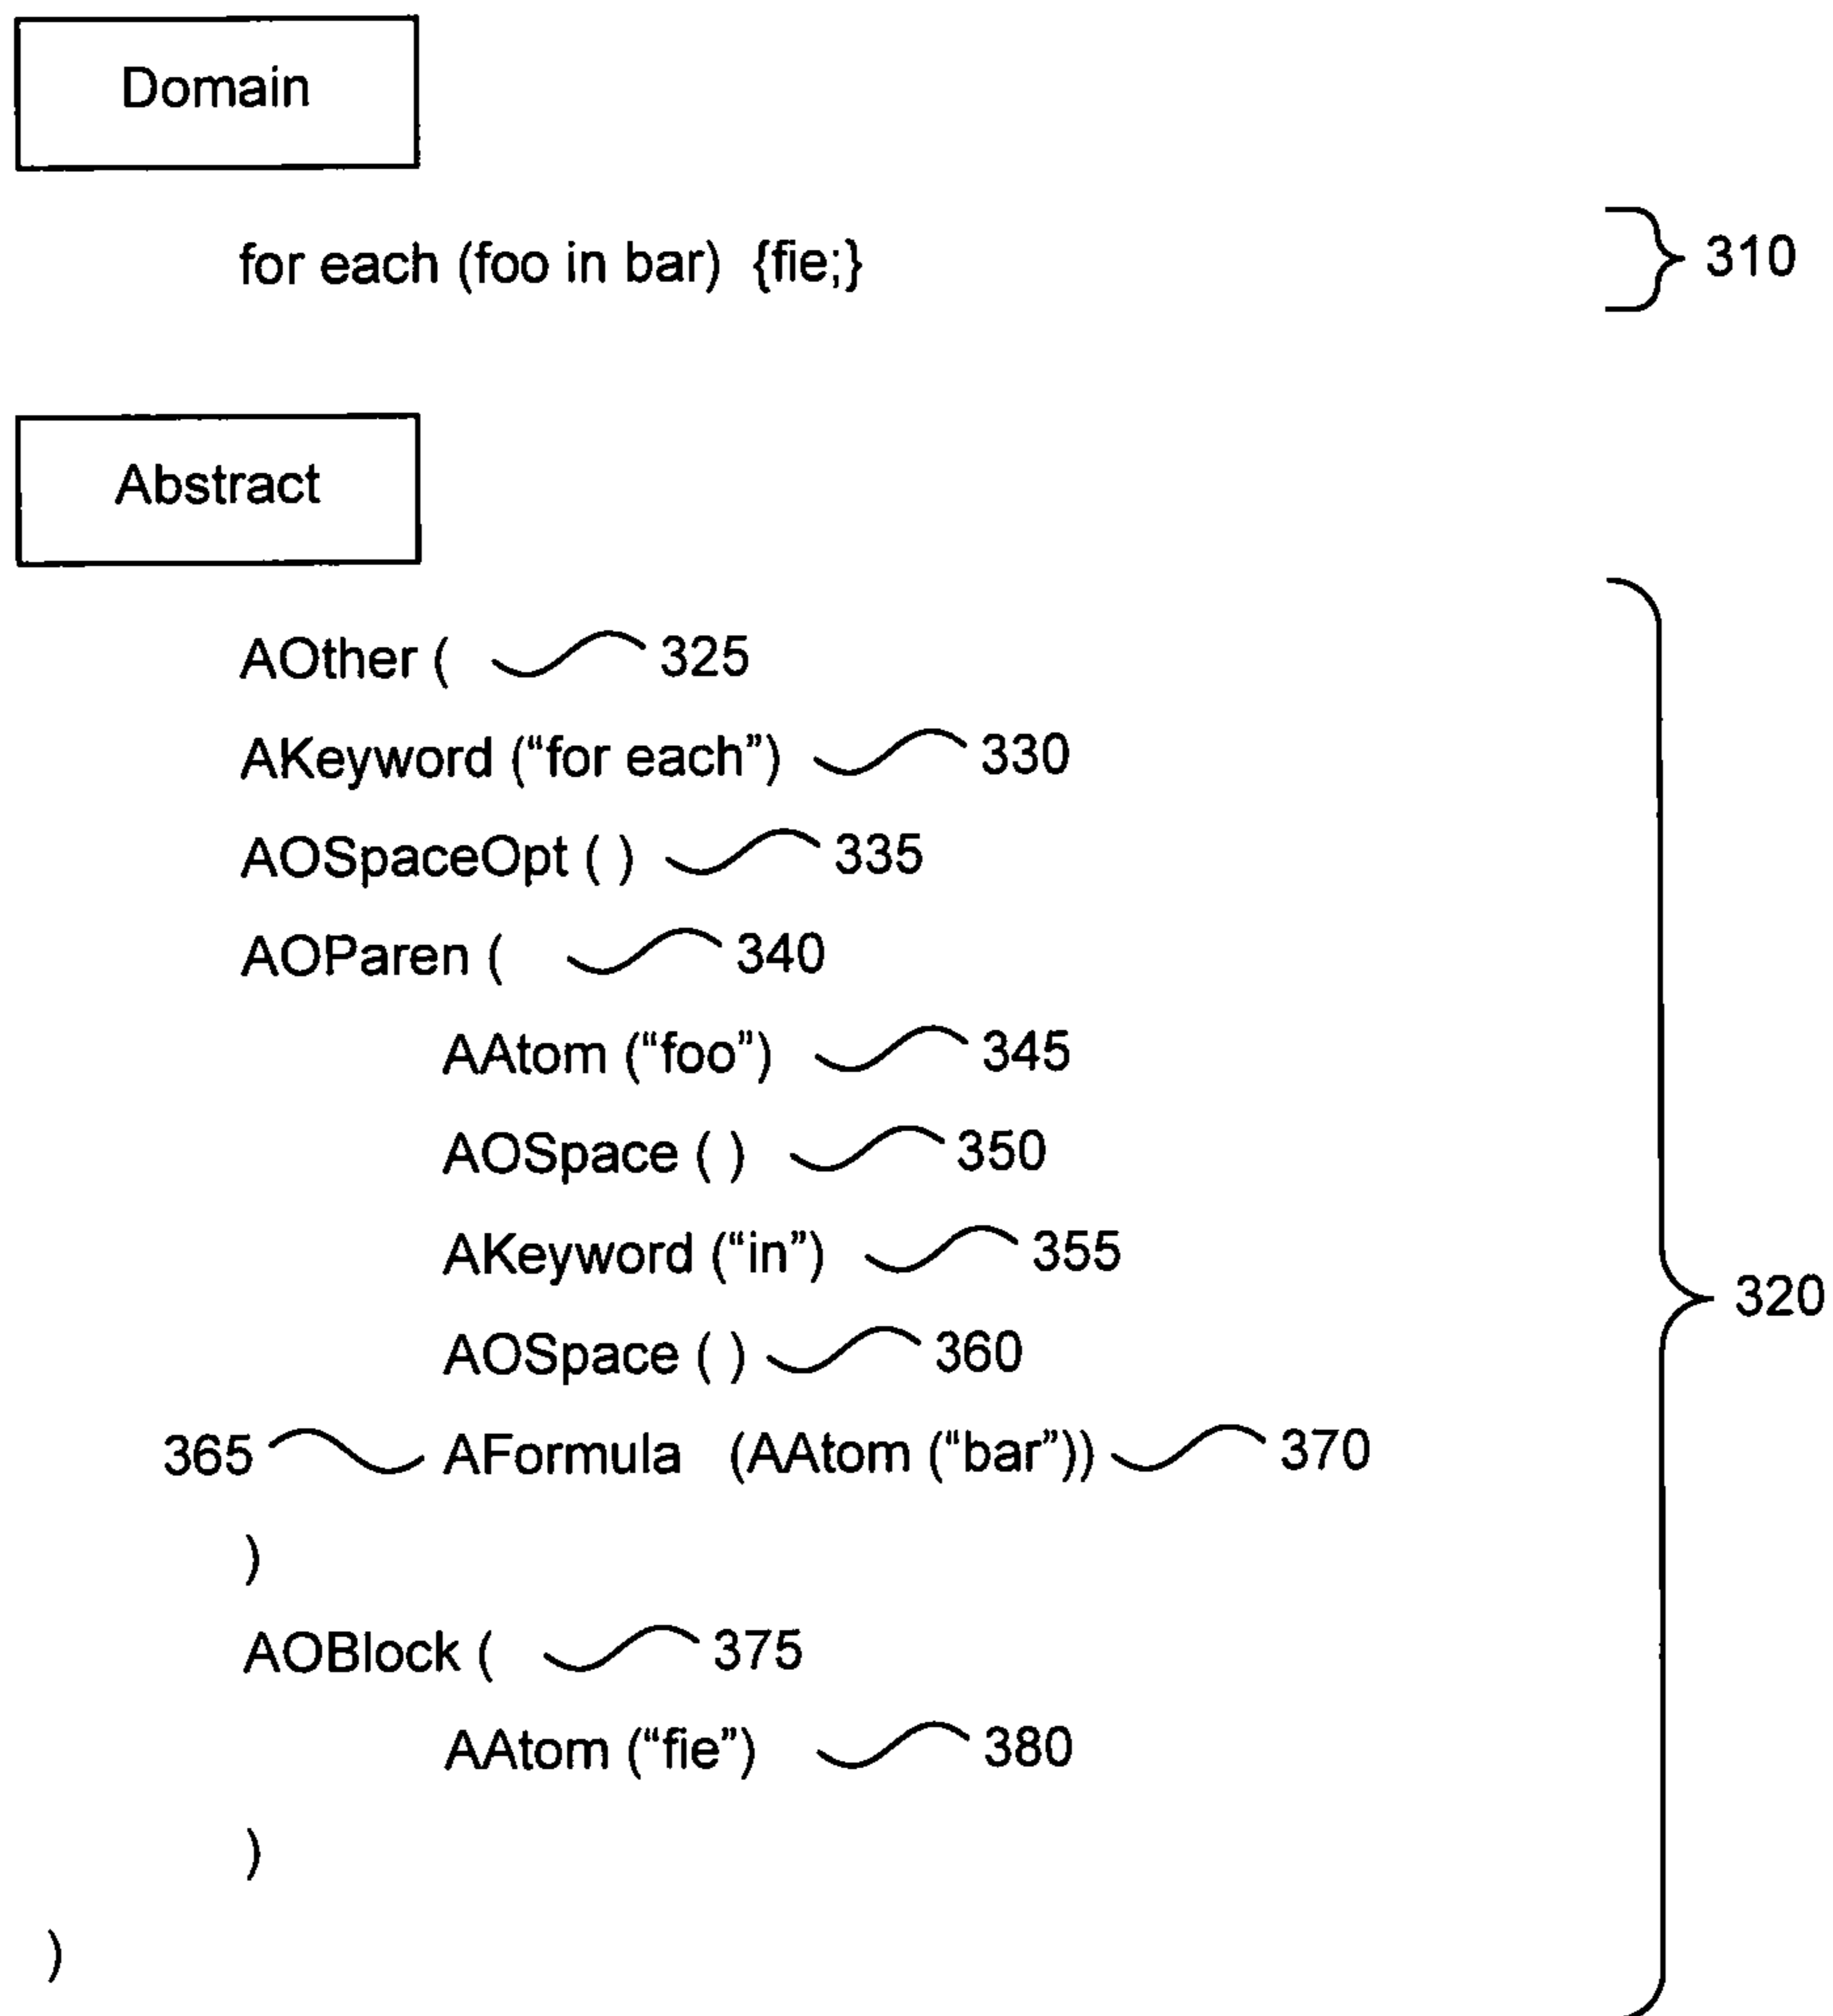 Domain
for each (foo in bar) {fie;} 310
Abstract
AOther ( 325
AKeyword (“for each”) 330
AOSpaceOpt ( ) 335
AOParen ( 340
AAtom (“foo”) 345
AOSpace ( ) 350
AKeyword (“in”) 355
320
AOSpace ( ) 360
365 AFormula (AAtom (“bar”)) 370
)
AOBlock ( 375
AAtom (“fie”) 380
)
)